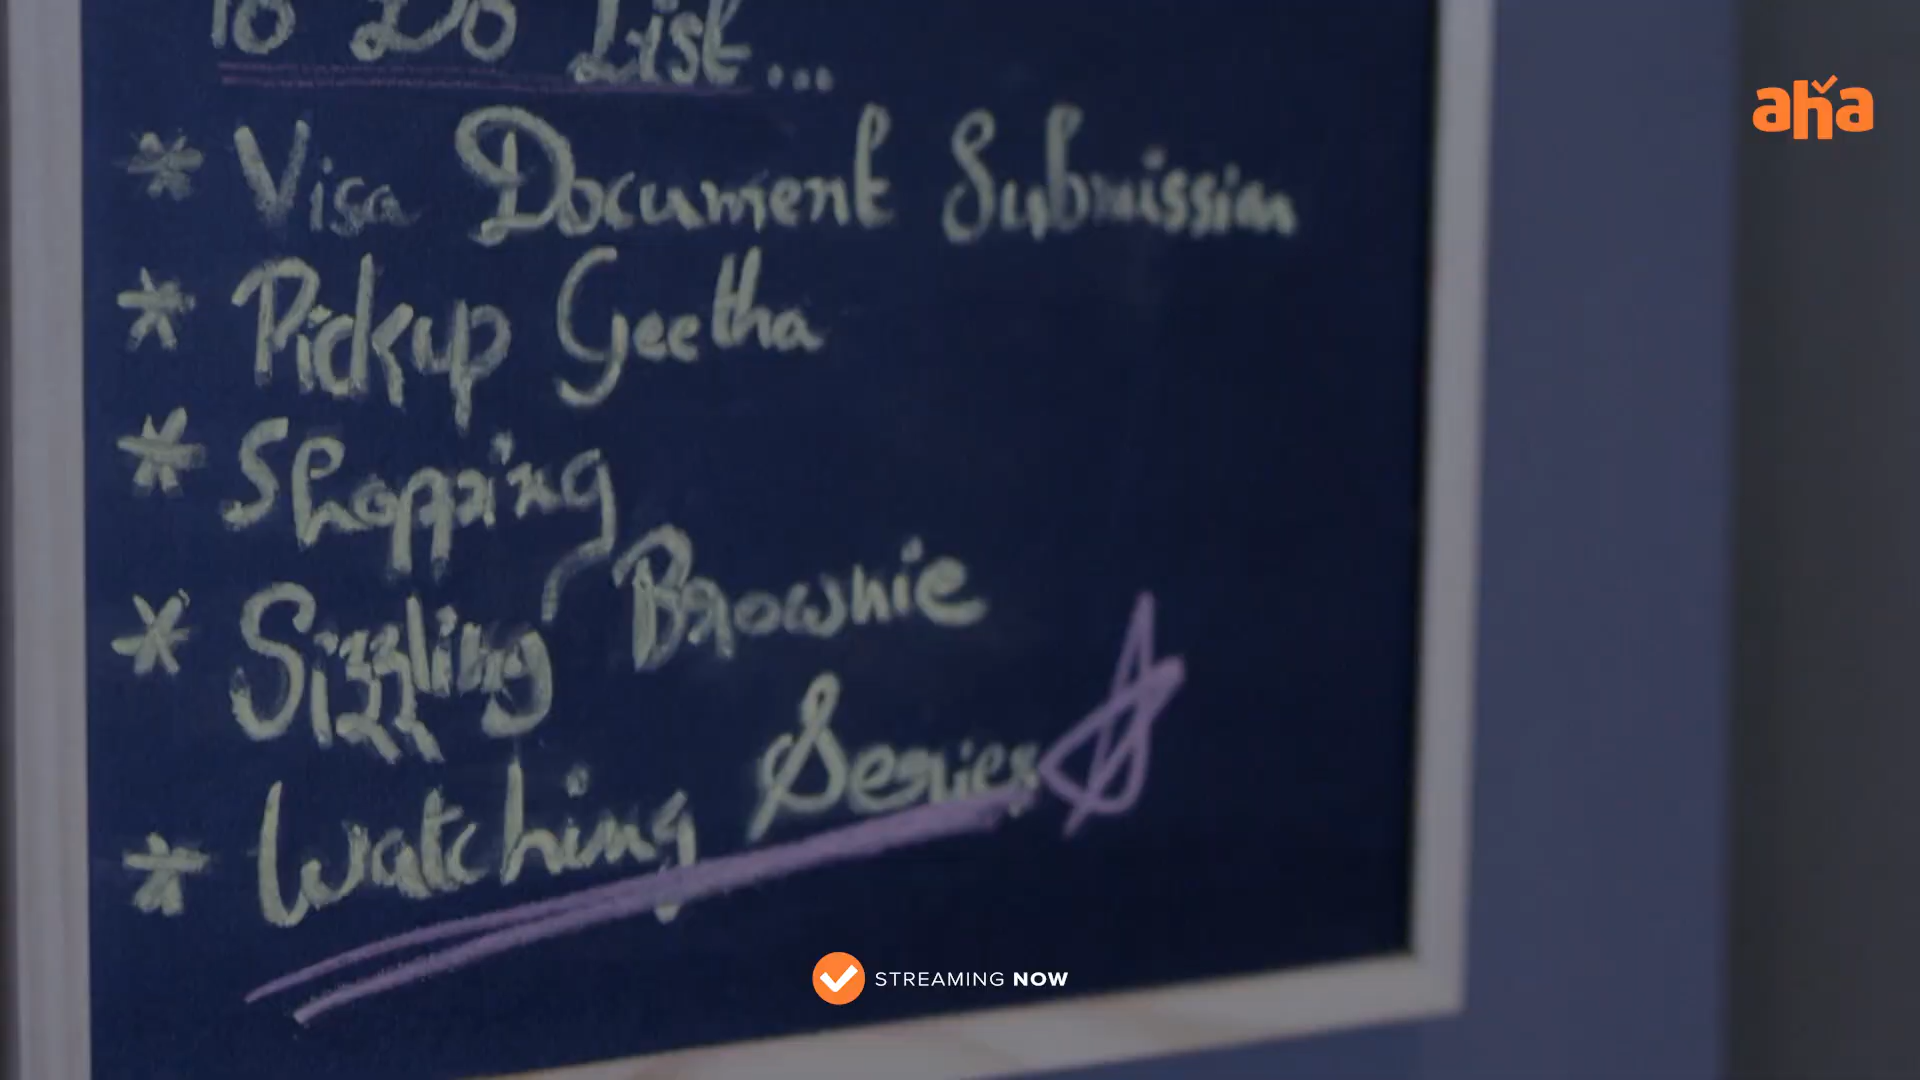 To Do List...
* Visa Document Submission
* Pickup Geetha
* Shopping
* Sizzling Brownie
* Watching Series
aha
STREAMING NOW